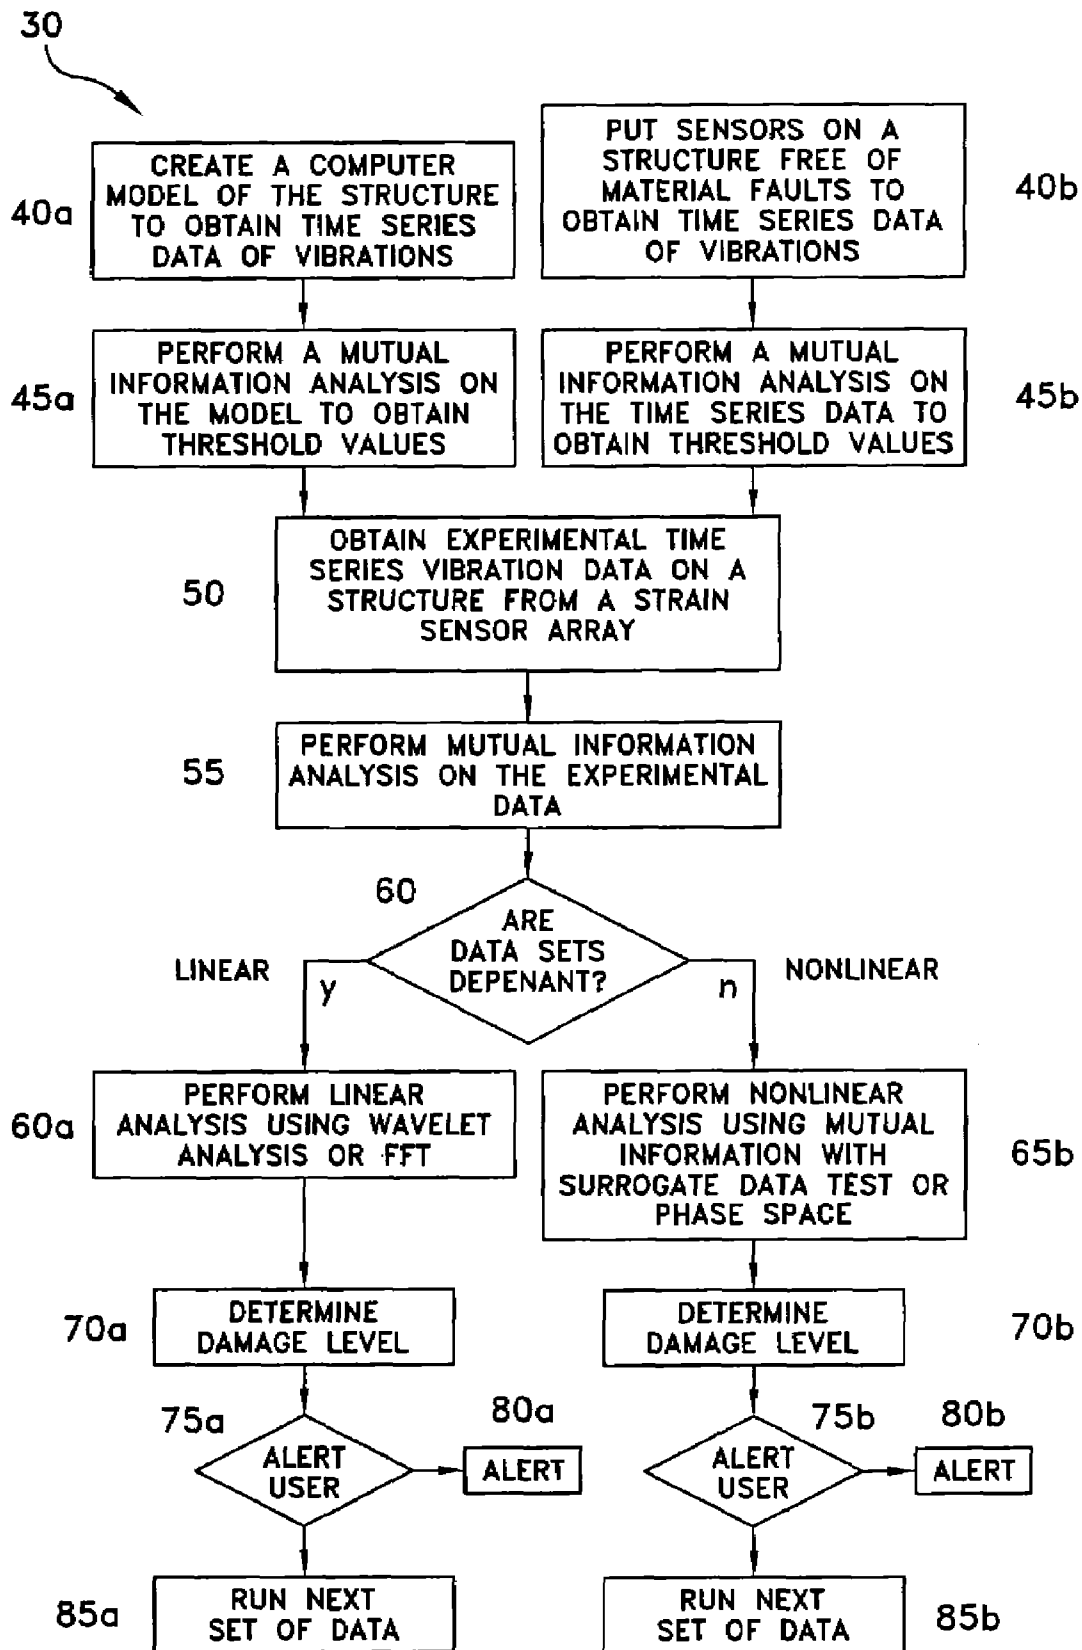 30
CREATE A COMPUTER
MODEL OF THE STRUCTURE
TO OBTAIN TIME SERIES
DATA OF VIBRATIONS
40a
PUT SENSORS ON A
STRUCTURE FREE OF
MATERIAL FAULTS TO
OBTAIN TIME SERIES DATA
OF VIBRATIONS
40b
PERFORM A MUTUAL
INFORMATION ANALYSIS ON
THE MODEL TO OBTAIN
THRESHOLD VALUES
45a
PERFORM A MUTUAL
INFORMATION ANALYSIS ON
THE TIME SERIES DATA TO
OBTAIN THRESHOLD VALUES
45b
OBTAIN EXPERIMENTAL TIME
SERIES VIBRATION DATA ON A
STRUCTURE FROM A STRAIN
SENSOR ARRAY
50
PERFORM MUTUAL INFORMATION
ANALYSIS ON THE EXPERIMENTAL
DATA
55
60
ARE
DATA SETS
DEPENANT?
LINEAR
y
n
NONLINEAR
PERFORM LINEAR
ANALYSIS USING WAVELET
ANALYSIS OR FFT
60a
PERFORM NONLINEAR
ANALYSIS USING MUTUAL
INFORMATION WITH
SURROGATE DATA TEST OR
PHASE SPACE
65b
DETERMINE
DAMAGE LEVEL
70a
DETERMINE
DAMAGE LEVEL
70b
75a
ALERT
USER
80a
ALERT
75b
ALERT
USER
80b
ALERT
RUN NEXT
SET OF DATA
85a
RUN NEXT
SET OF DATA
85b